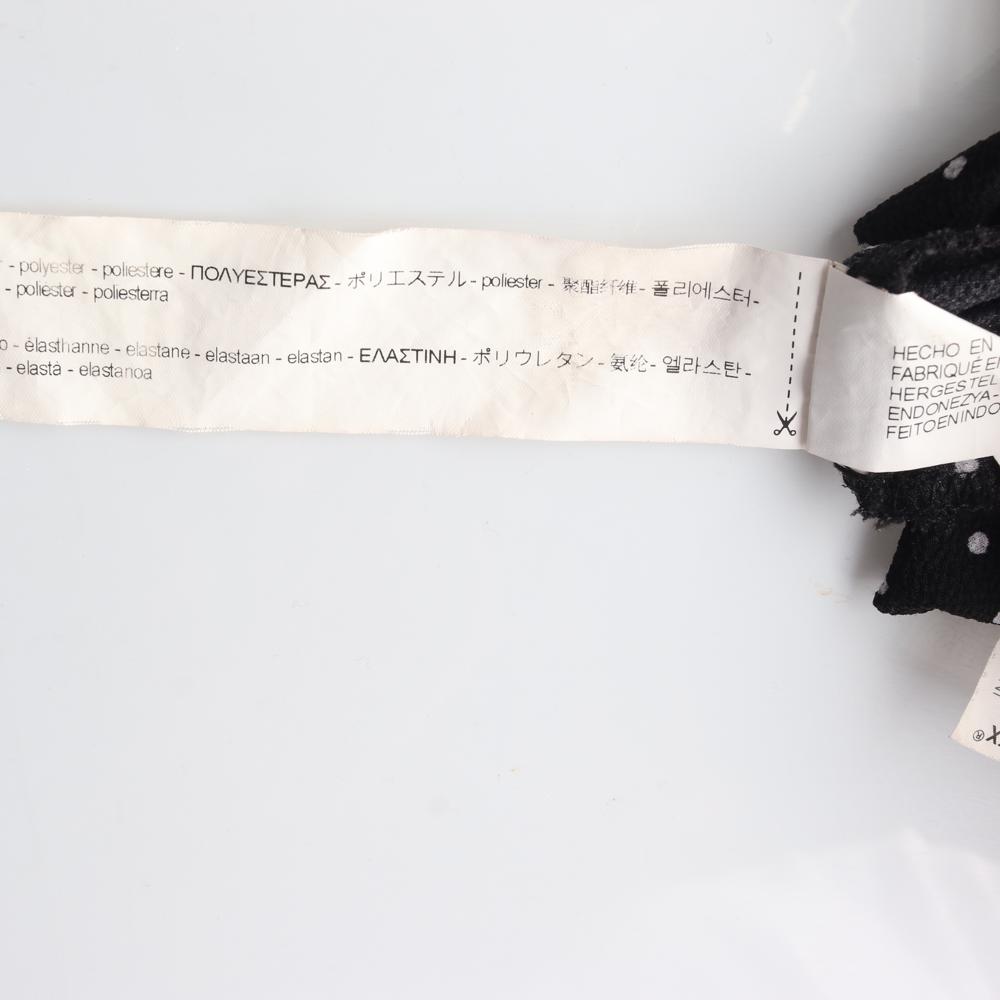 - polyester - poliestere - ΠΟΛΥΕΣΤΕΡΑΣ - ポリエステル - poliester - 聚酯纤维 - 폴리에스터 -
- poliester - poliesterra
- élasthanne - elastane - elastaan - elastan - ΕΛΑΣΤΙΝΗ - ポリウレタン - 氨纶 - 엘라스탄 -
- elastà - elastanoa
HECHO EN
FABRIQUÉ
HERGESTEL
ENDONEZYA-
FEITOENINDO